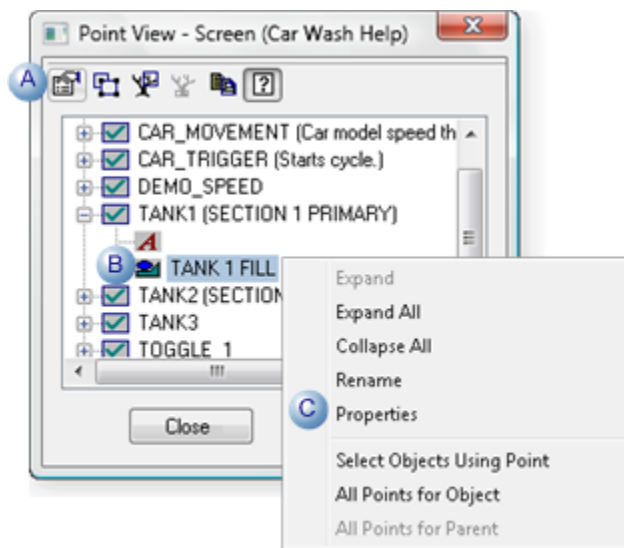 Point View - Screen (Car Wash Help)
A
CAR_MOVEMENT (Car model speed th
CAR_TRIGGER (Starts cycle.)
DEMO_SPEED
TANK1 (SECTION 1 PRIMARY)
A
B
TANK 1 FILL
TANK2 (SECTION
TANK3
TOGGLE_1
Close
Expand
Expand All
Collapse All
Rename
C
Properties
Select Objects Using Point
All Points for Object
All Points for Parent